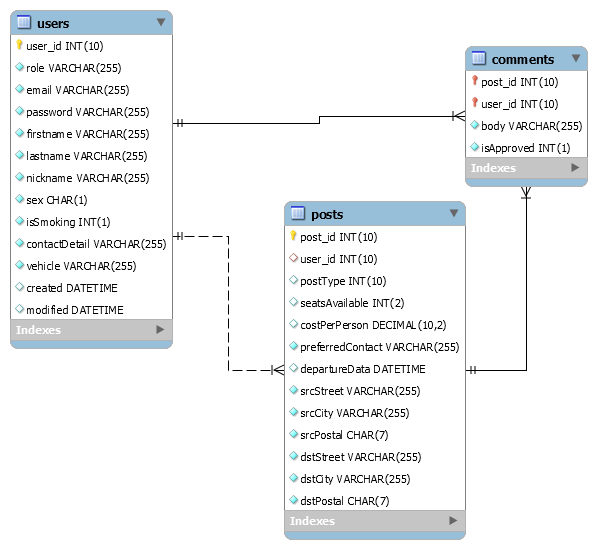 users
user_id INT(10)
role VARCHAR(255)
email VARCHAR(255)
password VARCHAR(255)
firstname VARCHAR(255)
lastname VARCHAR(255)
nickname VARCHAR(255)
sex CHAR(1)
isSmoking INT(1)
contactDetail VARCHAR(255)
vehicle VARCHAR(255)
created DATETIME
modified DATETIME
Indexes
comments
post_id INT(10)
user_id INT(10)
body VARCHAR(255)
isApproved INT(1)
Indexes
posts
post_id INT(10)
user_id INT(10)
postType INT(10)
seatsAvailable INT(2)
costPerPerson DECIMAL(10,2)
preferredContact VARCHAR(255)
departureData DATETIME
srcStreet VARCHAR(255)
srcCity VARCHAR(255)
srcPostal CHAR(7)
dstStreet VARCHAR(255)
dstCity VARCHAR(255)
dstPostal CHAR(7)
Indexes